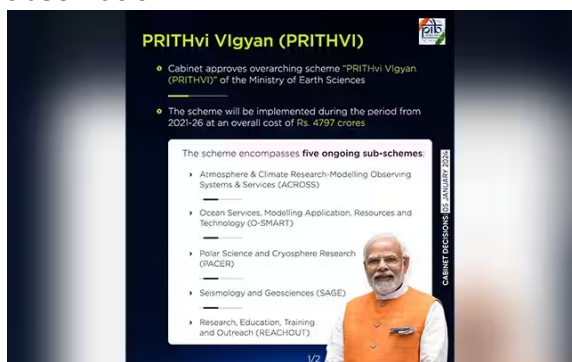 pib
PRITHvi VIgyan (PRITHVI)
Cabinet approves overarching scheme "PRITHvi VIgyan
(PRITHVI)" of the Ministry of Earth Sciences
The scheme will be implemented during the period from
2021-26 at an overall cost of Rs. 4797 crores
The scheme encompasses five ongoing sub-schemes:
Atmosphere & Climate Research-Modelling Observing
Systems & Services (ACROSS)
Ocean Services, Modelling Application, Resources and
Technology (O-SMART)
Polar Science and Cryosphere Research
(PACER)
Seismology and Geosciences (SAGE)
Research, Education, Training
and Outreach (REACHOUT)
CABINET DECISIONS: 05 JANUARY 2024
1/2